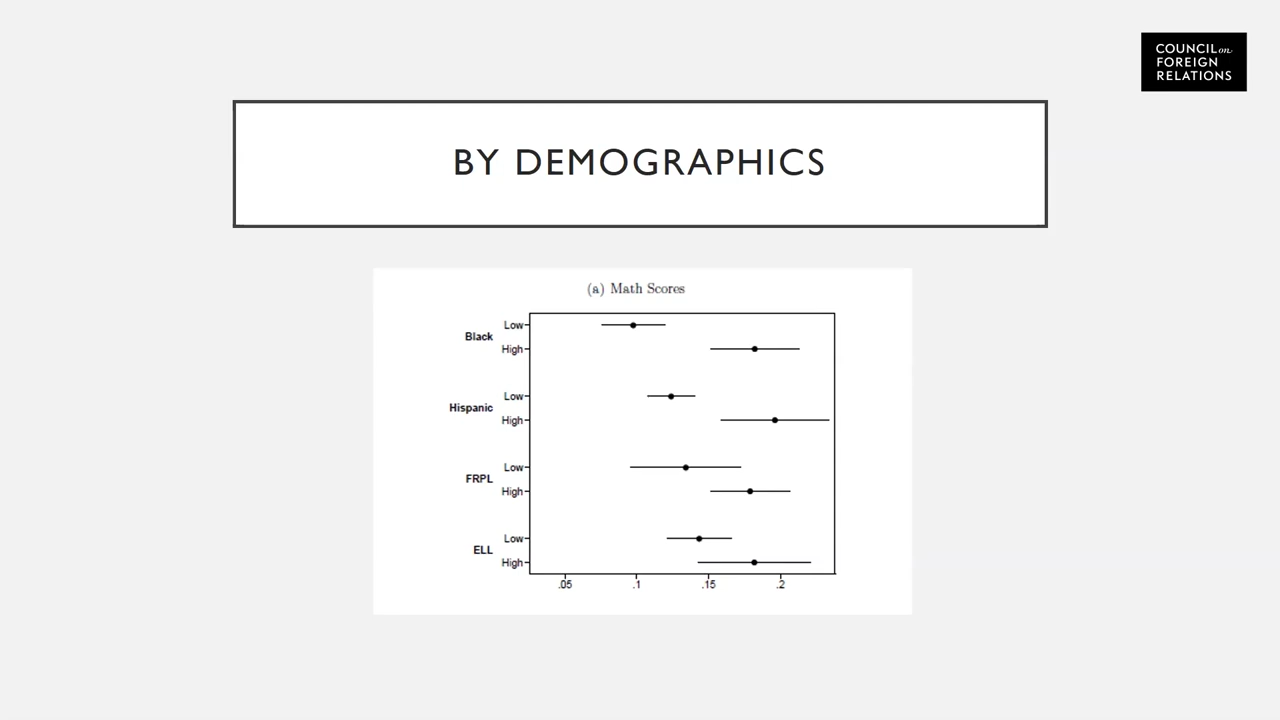 COUNCIL on
FOREIGN
RELATIONS
BY DEMOGRAPHICS
(a) Math Scores
Black
Low
High
Hispanic
Low
High
FRPL
Low
High
ELL
Low
High
.05 .1 .15 .2